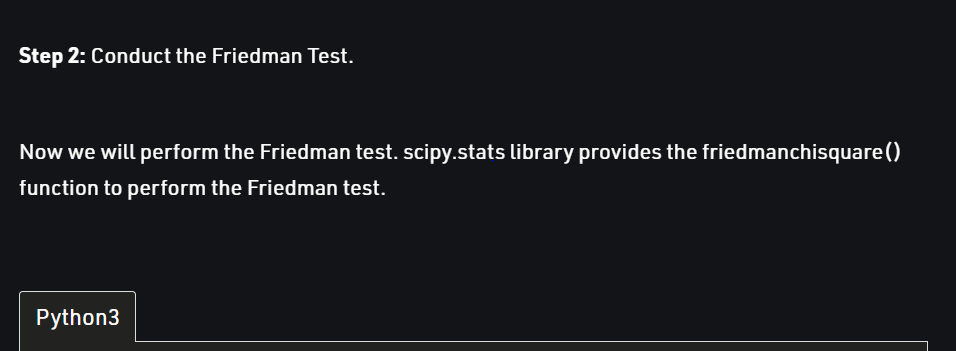 Step 2: Conduct the Friedman Test.
Now we will perform the Friedman test. scipy.stats library provides the friedmanchisquare()
function to perform the Friedman test.
Python3